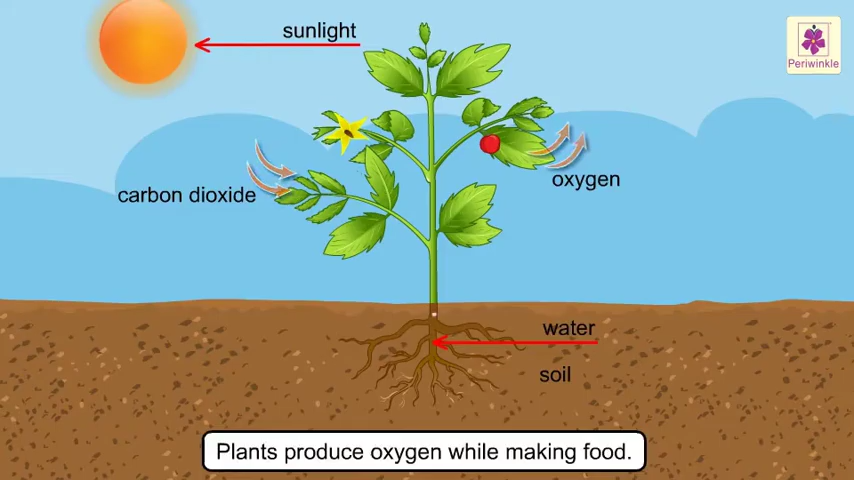 sunlight
Periwinkle
carbon dioxide
oxygen
water
soil
Plants produce oxygen while making food.